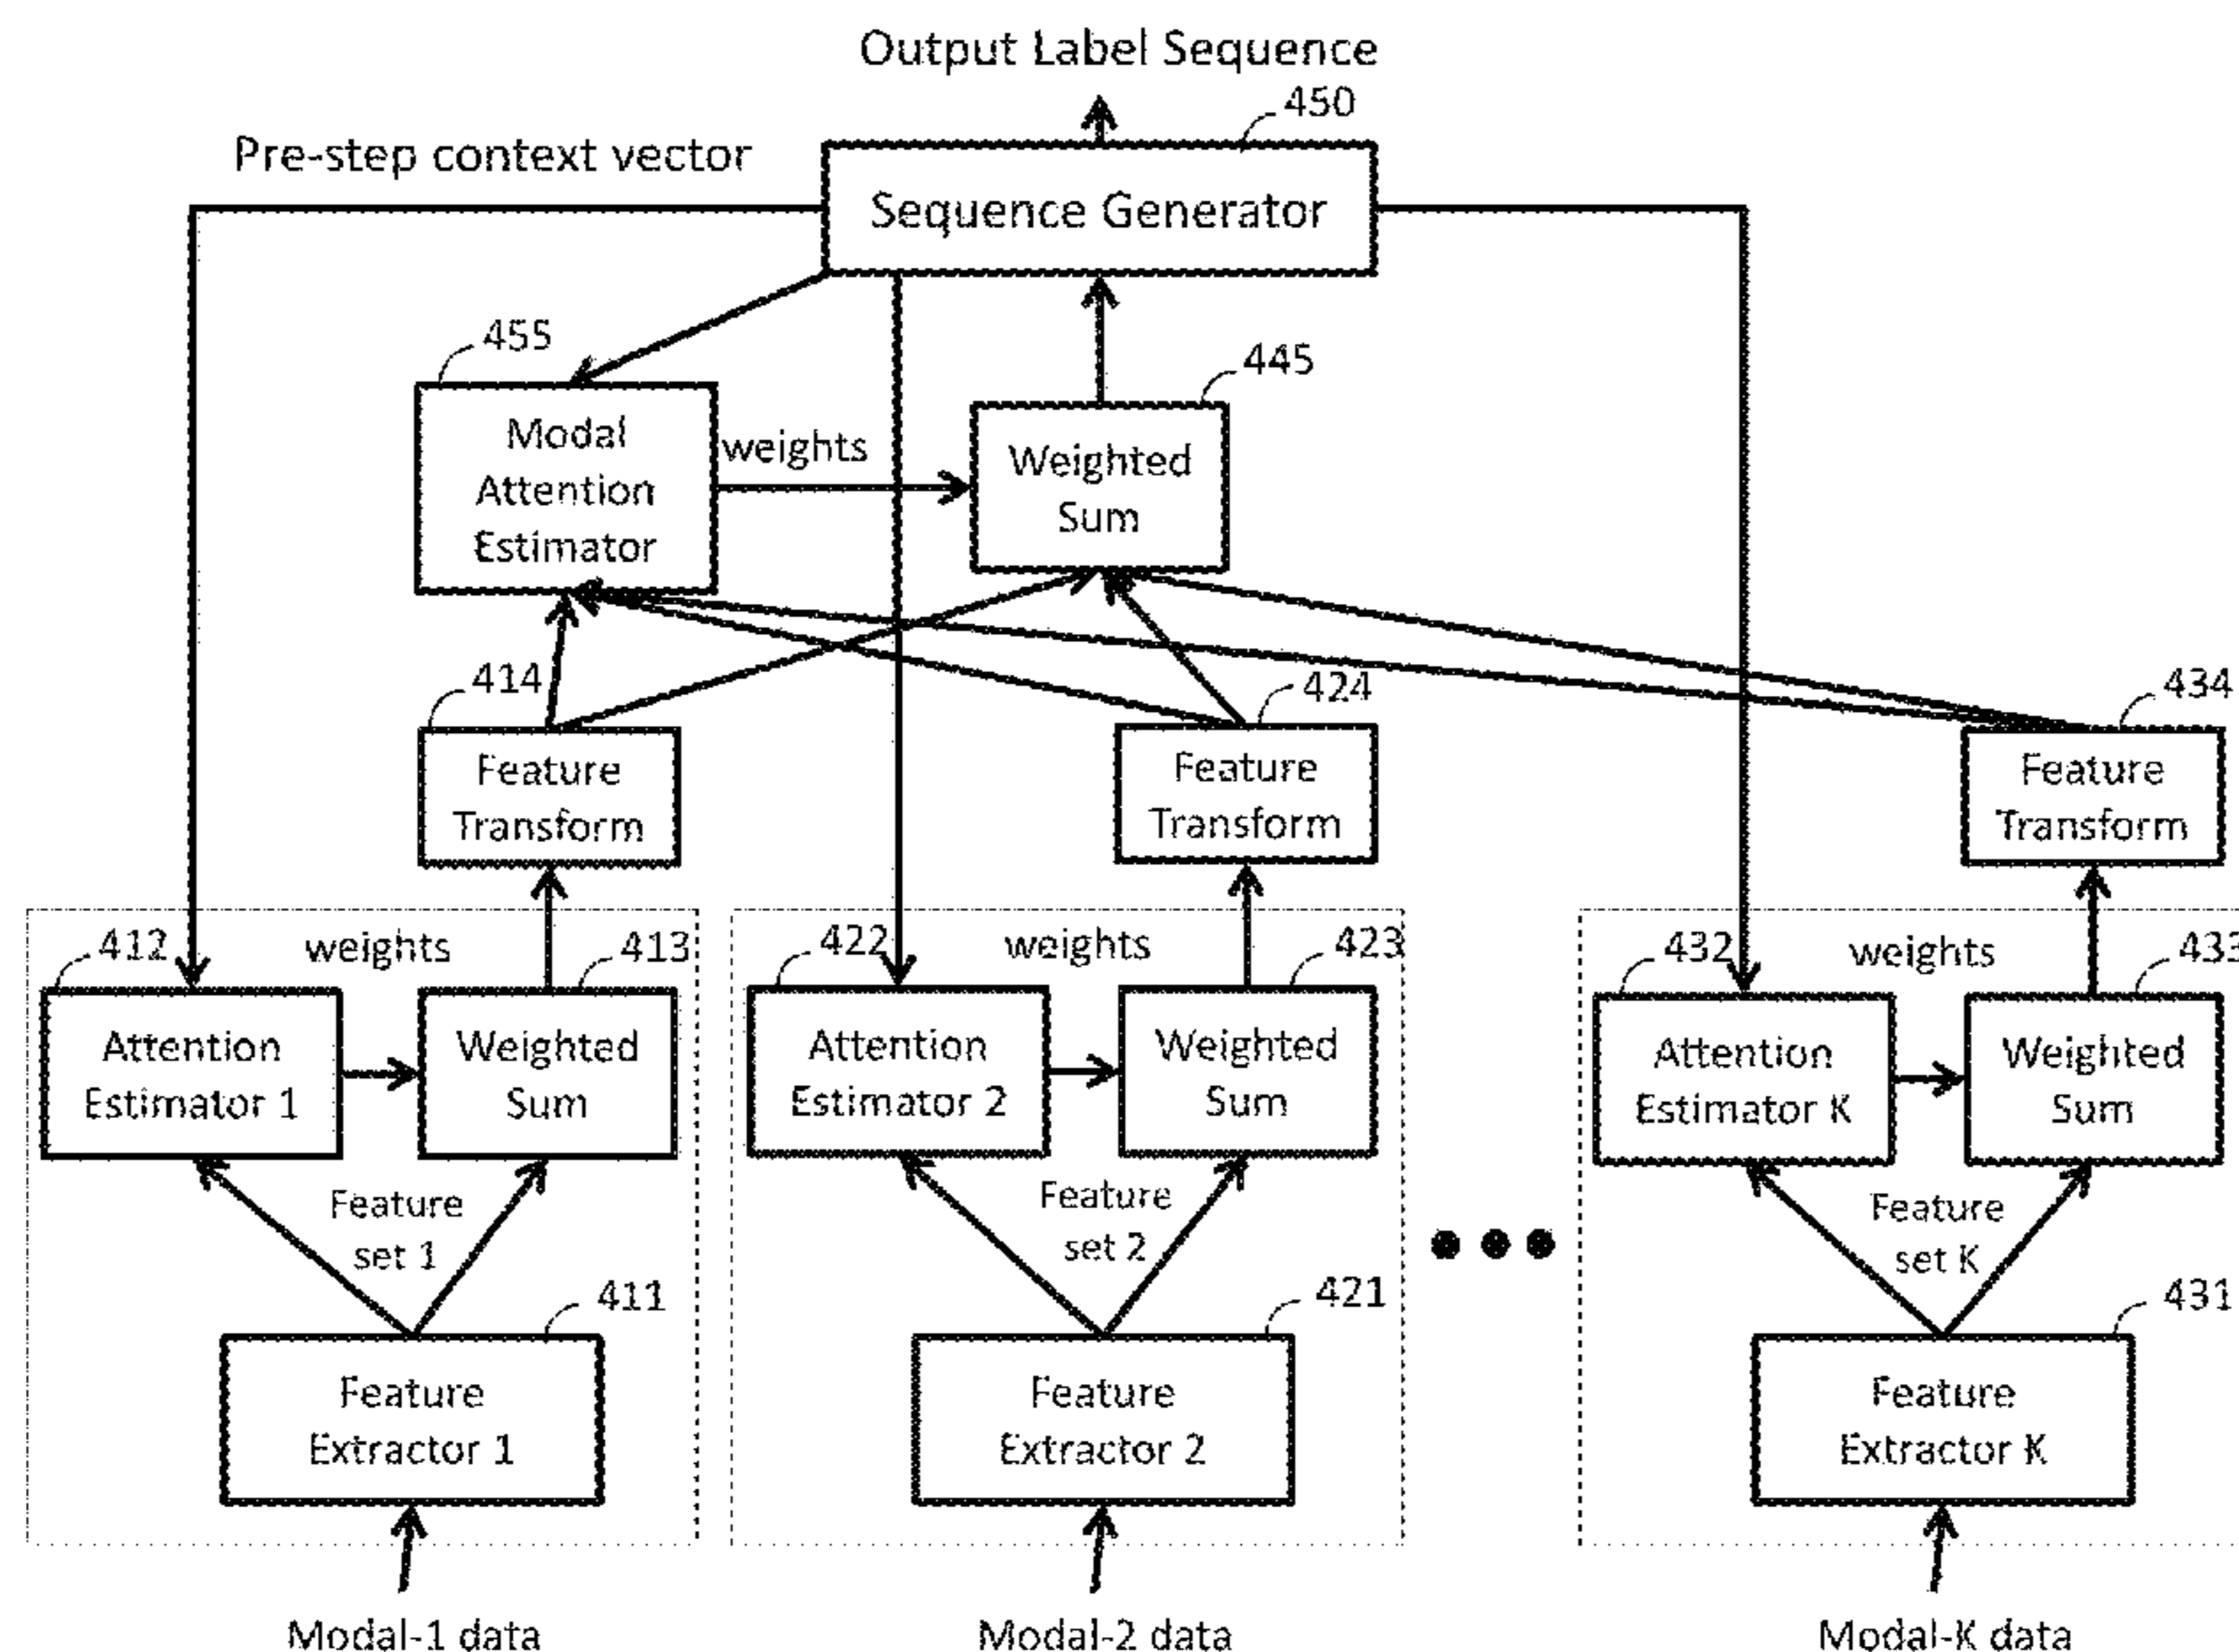 Output Label Sequence
450
Pre-step context vector
Sequence Generator
455
445
Modal
Attention
Estimator
weights
Weighted
Sum
414
424
434
Feature
Transform
Feature
Transform
Feature
Transform
412
weights
413
422
weights
423
432
weights
433
Attention
Estimator 1
Weighted
Sum
Attention
Estimator 2
Weighted
Sum
Attention
Estimator K
Weighted
Sum
Feature
set 1
Feature
set 2
Feature
set K
411
421
431
Feature
Extractor 1
Feature
Extractor 2
Feature
Extractor K
Modal-1 data
Modal-2 data
Modal-K data